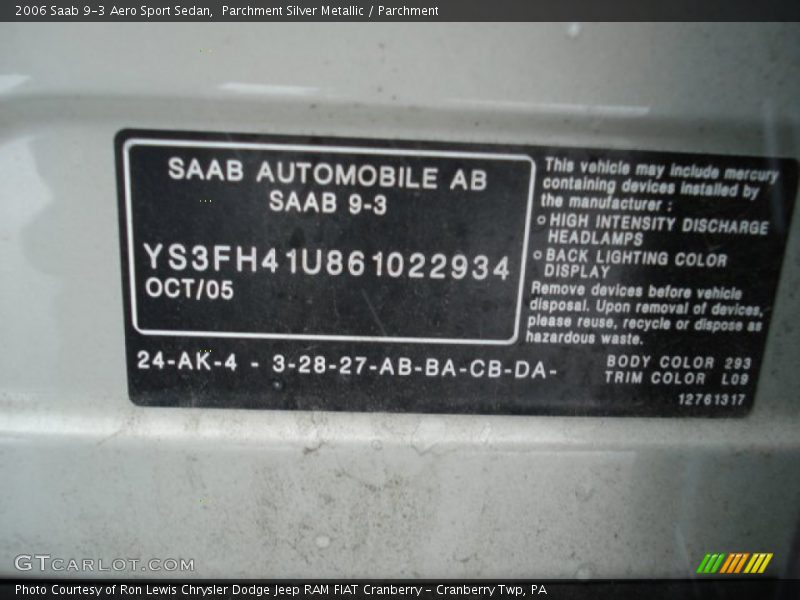 2006 Saab 9-3 Aero Sport Sedan,  Parchment Silver Metallic / Parchment
SAAB AUTOMOBILE AB
SAAB 9-3
YS3FH41U861022934
OCT/05
24-AK-4 - 3-28-27-AB-BA-CB-DA-
This vehicle may include mercury
containing devices installed by
the manufacturer :
o HIGH INTENSITY DISCHARGE
HEADLAMPS
o BACK LIGHTING COLOR
DISPLAY
Remove devices before vehicle
disposal. Upon removal of devices,
please reuse, recycle or dispose as
hazardous waste.
BODY COLOR 293
TRIM COLOR L09
12761317
GTCARLOT.COM
Photo Courtesy of Ron Lewis Chrysler Dodge Jeep RAM FIAT Cranberry – Cranberry Twp, PA